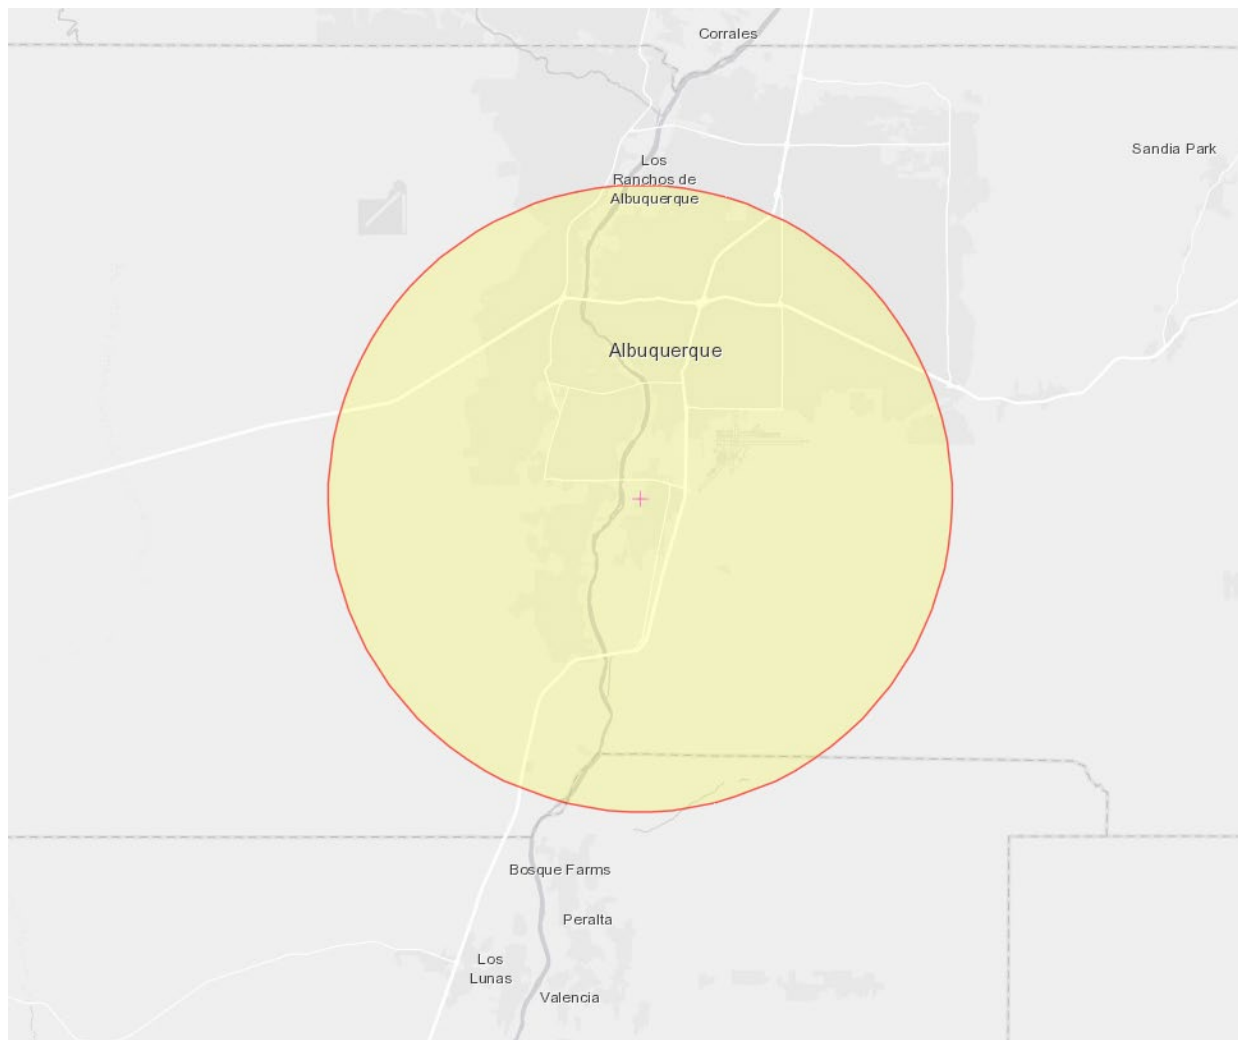 Corrales
Sandia Park
Los
Ranchos de
Albuquerque
Albuquerque
Bosque Farms
Peralta
Los
Lunas
Valencia